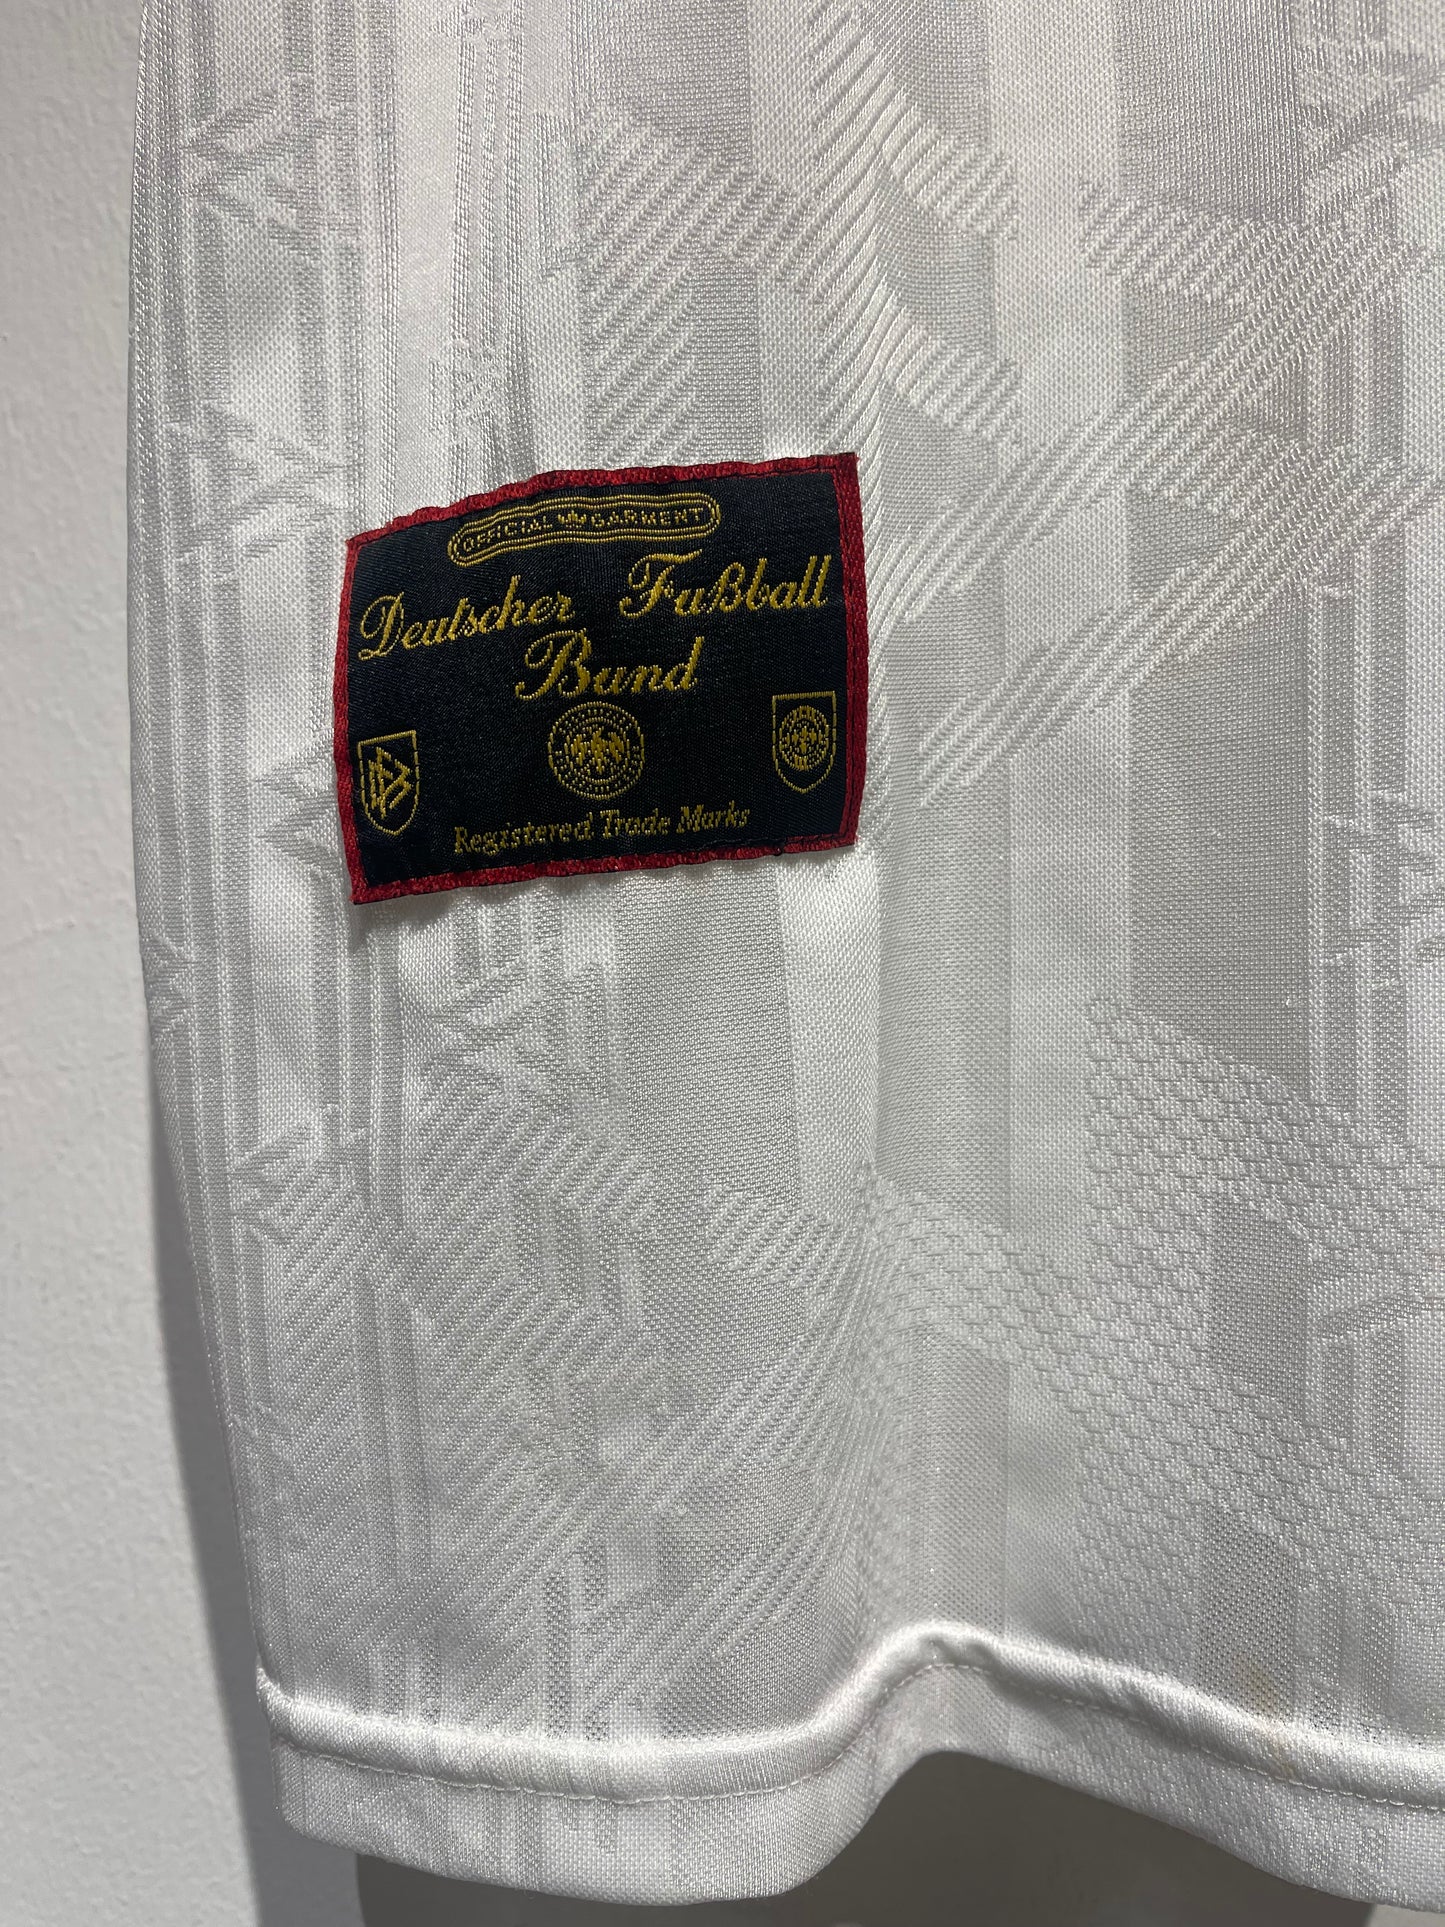 OFFICIAL GARMENT
Deutscher Fußball
Bund
Registered Trade Marks